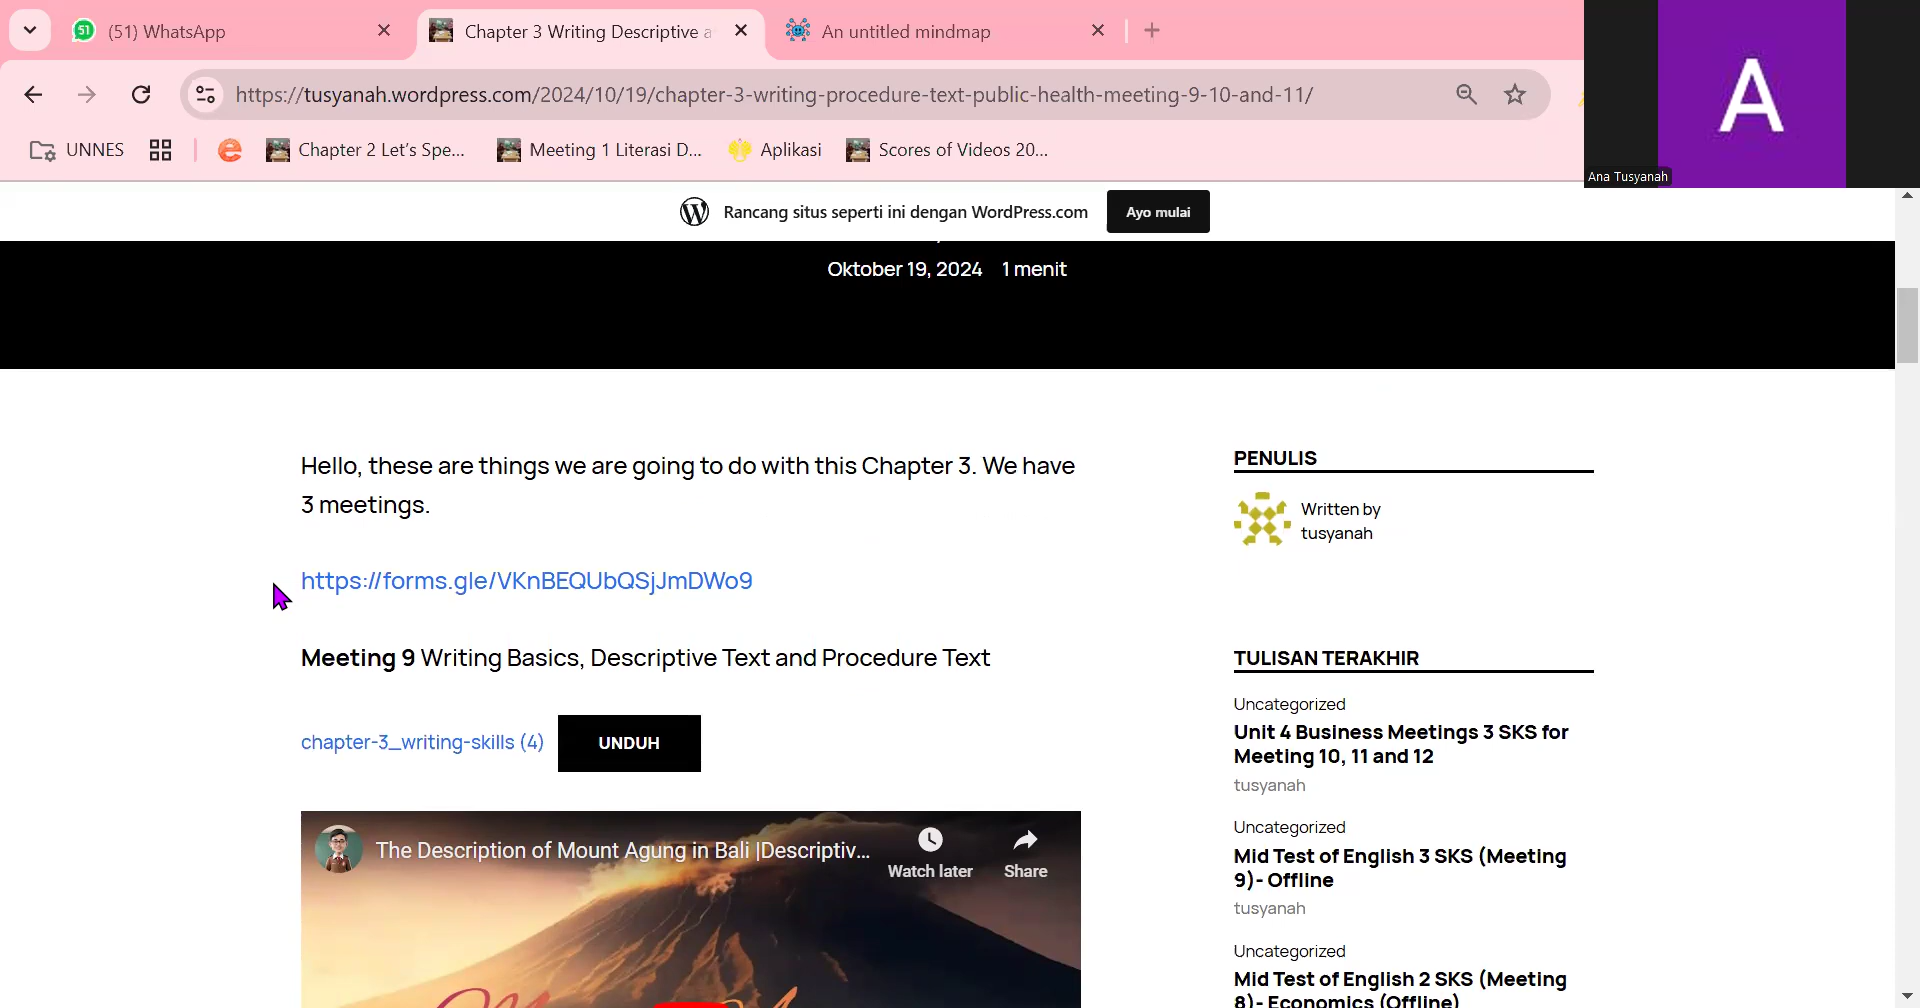 51
(51) WhatsApp
Chapter 3 Writing Descriptive a
An untitled mindmap
https://tusyanah.wordpress.com/2024/10/19/chapter-3-writing-procedure-text-public-health-meeting-9-10-and-11/
UNNES
Chapter 2 Let's Spe...
Meeting 1 Literasi D...
Aplikasi
Scores of Videos 20...
A
Ana Tusyanah
Rancang situs seperti ini dengan WordPress.com
Ayo mulai
Oktober 19, 2024 1 menit
Hello, these are things we are going to do with this Chapter 3. We have
3 meetings.
https://forms.gle/VKnBEQUbQSjJmDWo9
Meeting 9 Writing Basics, Descriptive Text and Procedure Text
chapter-3_writing-skills (4)
UNDUH
The Description of Mount Agung in Bali |Descriptiv...
Watch later
Share
PENULIS
Written by
tusyanah
TULISAN TERAKHIR
Uncategorized
Unit 4 Business Meetings 3 SKS for
Meeting 10, 11 and 12
tusyanah
Uncategorized
Mid Test of English 3 SKS (Meeting
9)- Offline
tusyanah
Uncategorized
Mid Test of English 2 SKS (Meeting
8)- Economics (Offline)